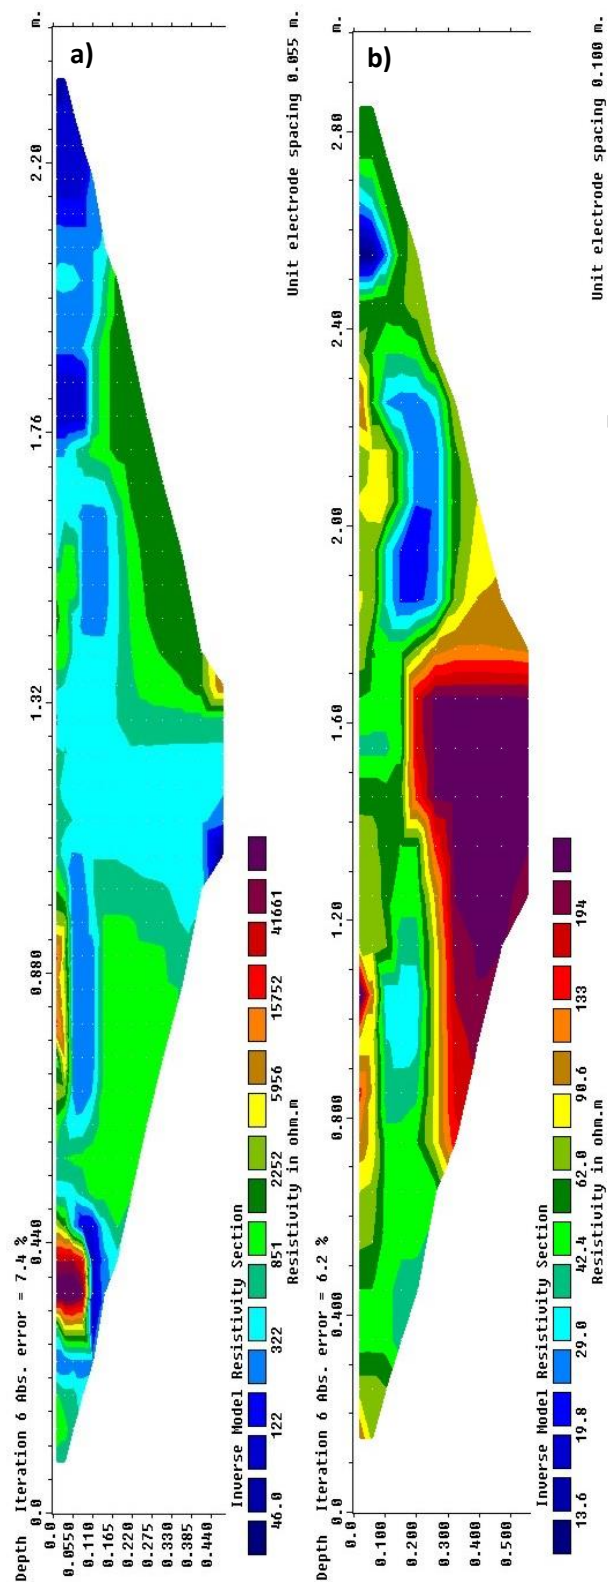 a)
Depth Iteration 6 Abs. error = 7.4 %
0.0 0.440 0.880 1.32 1.76 2.20 m.
0.0
0.055
0.110
0.165
0.220
0.275
0.330
0.385
0.440
Inverse Model Resistivity Section
46.0 122 322 851 2252 5956 15752 41661
Resistivity in ohm.m
Unit electrode spacing 0.055 m.
b)
Depth Iteration 6 Abs. error = 6.2 %
0.0 0.400 0.800 1.20 1.60 2.00 2.40 2.80 m.
0.0
0.100
0.200
0.300
0.400
0.500
Inverse Model Resistivity Section
13.6 19.8 29.0 42.4 62.0 90.6 133 194
Resistivity in ohm.m
Unit electrode spacing 0.100 m.